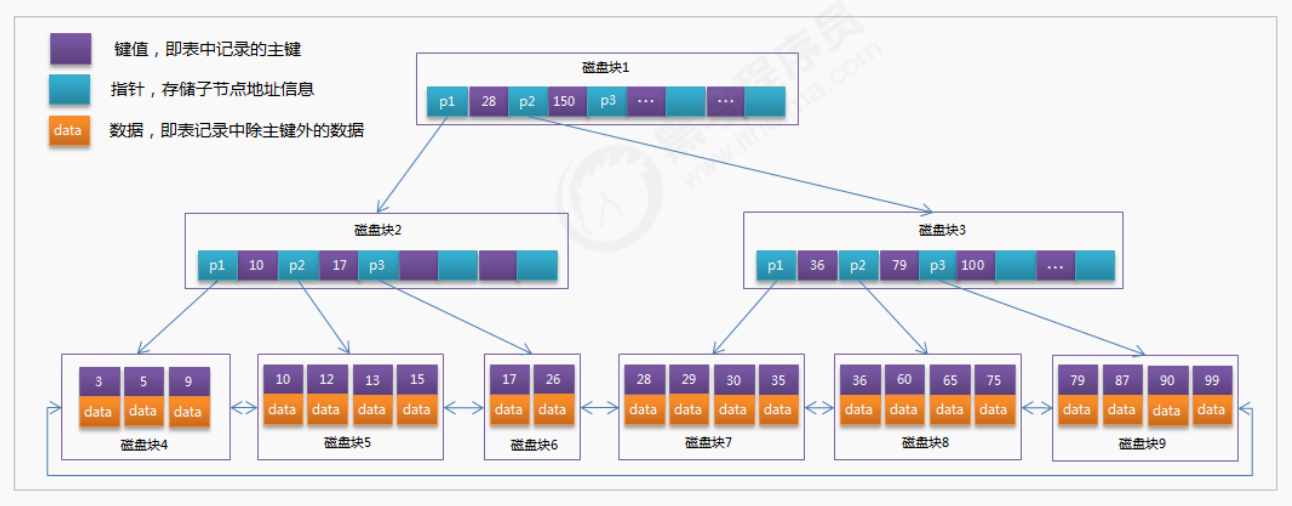 键值，即表中记录的主键
指针，存储子节点地址信息
data 数据，即表记录中除主键外的数据
磁盘块1
p1 28 p2 150 p3 ... ...
磁盘块2
p1 10 p2 17 p3
磁盘块3
p1 36 p2 79 p3 100 ...
3 5 9
data data data
磁盘块4
10 12 13 15
data data data data
磁盘块5
17 26
data data
磁盘块6
28 29 30 35
data data data data
磁盘块7
36 60 65 75
data data data data
磁盘块8
79 87 90 99
data data data data
磁盘块9
黑马程序员
www.itheima.com